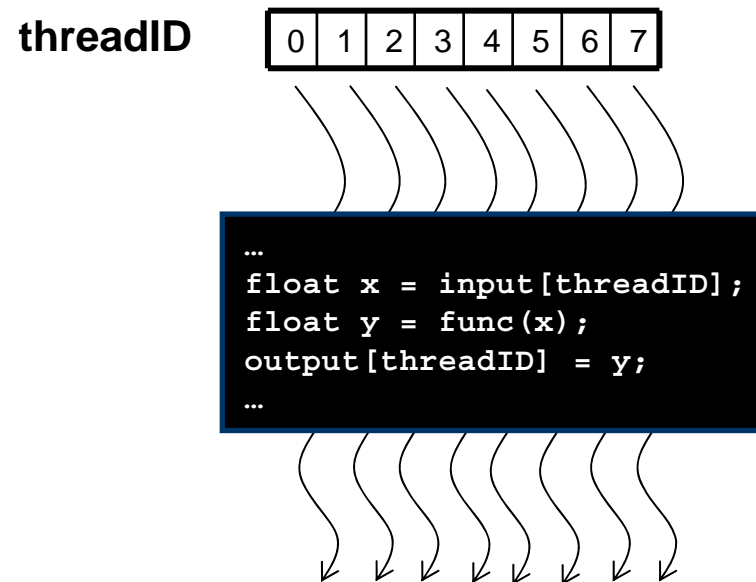 threadID 0 1 2 3 4 5 6 7
…
float x = input[threadID];
float y = func(x);
output[threadID] = y;
…